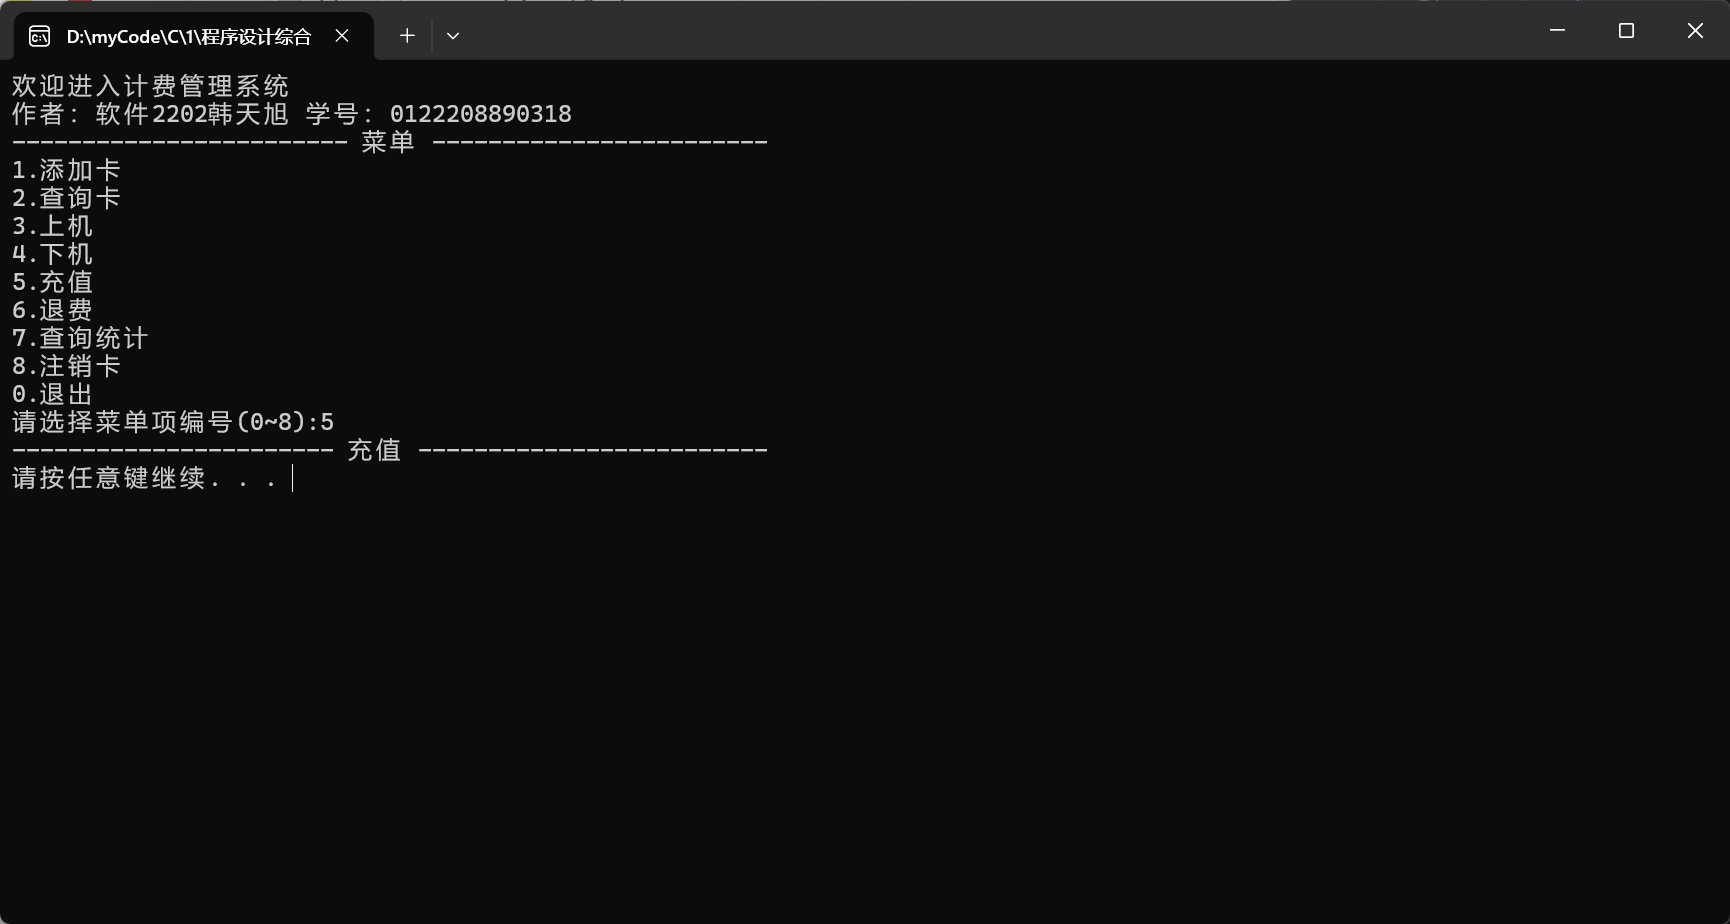 D:\myCode\C\1\程序设计综合
欢迎进入计费管理系统
作者: 软件2202韩天旭 学号: 0122208890318
------------------------ 菜单 ------------------------
1.添加卡
2.查询卡
3.上机
4.下机
5.充值
6.退费
7.查询统计
8.注销卡
0.退出
请选择菜单项编号(0~8):5
----------------------- 充值 -------------------------
请按任意键继续. . .